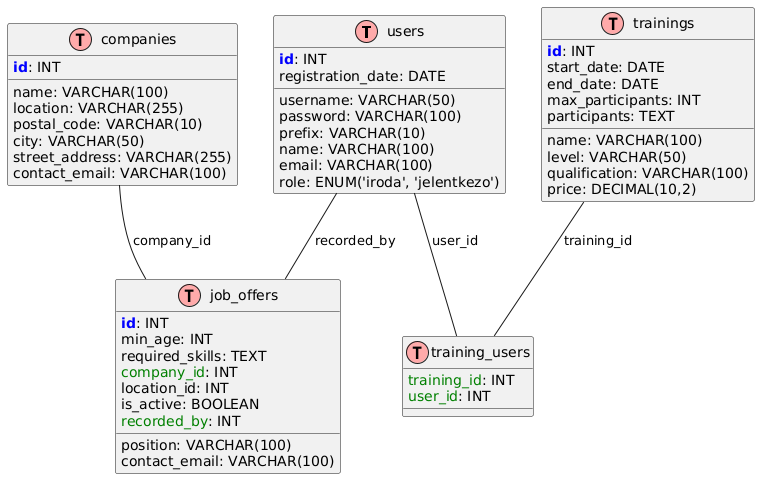 T companies
id: INT
name: VARCHAR(100)
location: VARCHAR(255)
postal_code: VARCHAR(10)
city: VARCHAR(50)
street_address: VARCHAR(255)
contact_email: VARCHAR(100)
T users
id: INT
registration_date: DATE
username: VARCHAR(50)
password: VARCHAR(100)
prefix: VARCHAR(10)
name: VARCHAR(100)
email: VARCHAR(100)
role: ENUM('iroda', 'jelentkezo')
T trainings
id: INT
start_date: DATE
end_date: DATE
max_participants: INT
participants: TEXT
name: VARCHAR(100)
level: VARCHAR(50)
qualification: VARCHAR(100)
price: DECIMAL(10,2)
company_id
recorded_by
user_id
training_id
T job_offers
id: INT
min_age: INT
required_skills: TEXT
company_id: INT
location_id: INT
is_active: BOOLEAN
recorded_by: INT
position: VARCHAR(100)
contact_email: VARCHAR(100)
T training_users
training_id: INT
user_id: INT